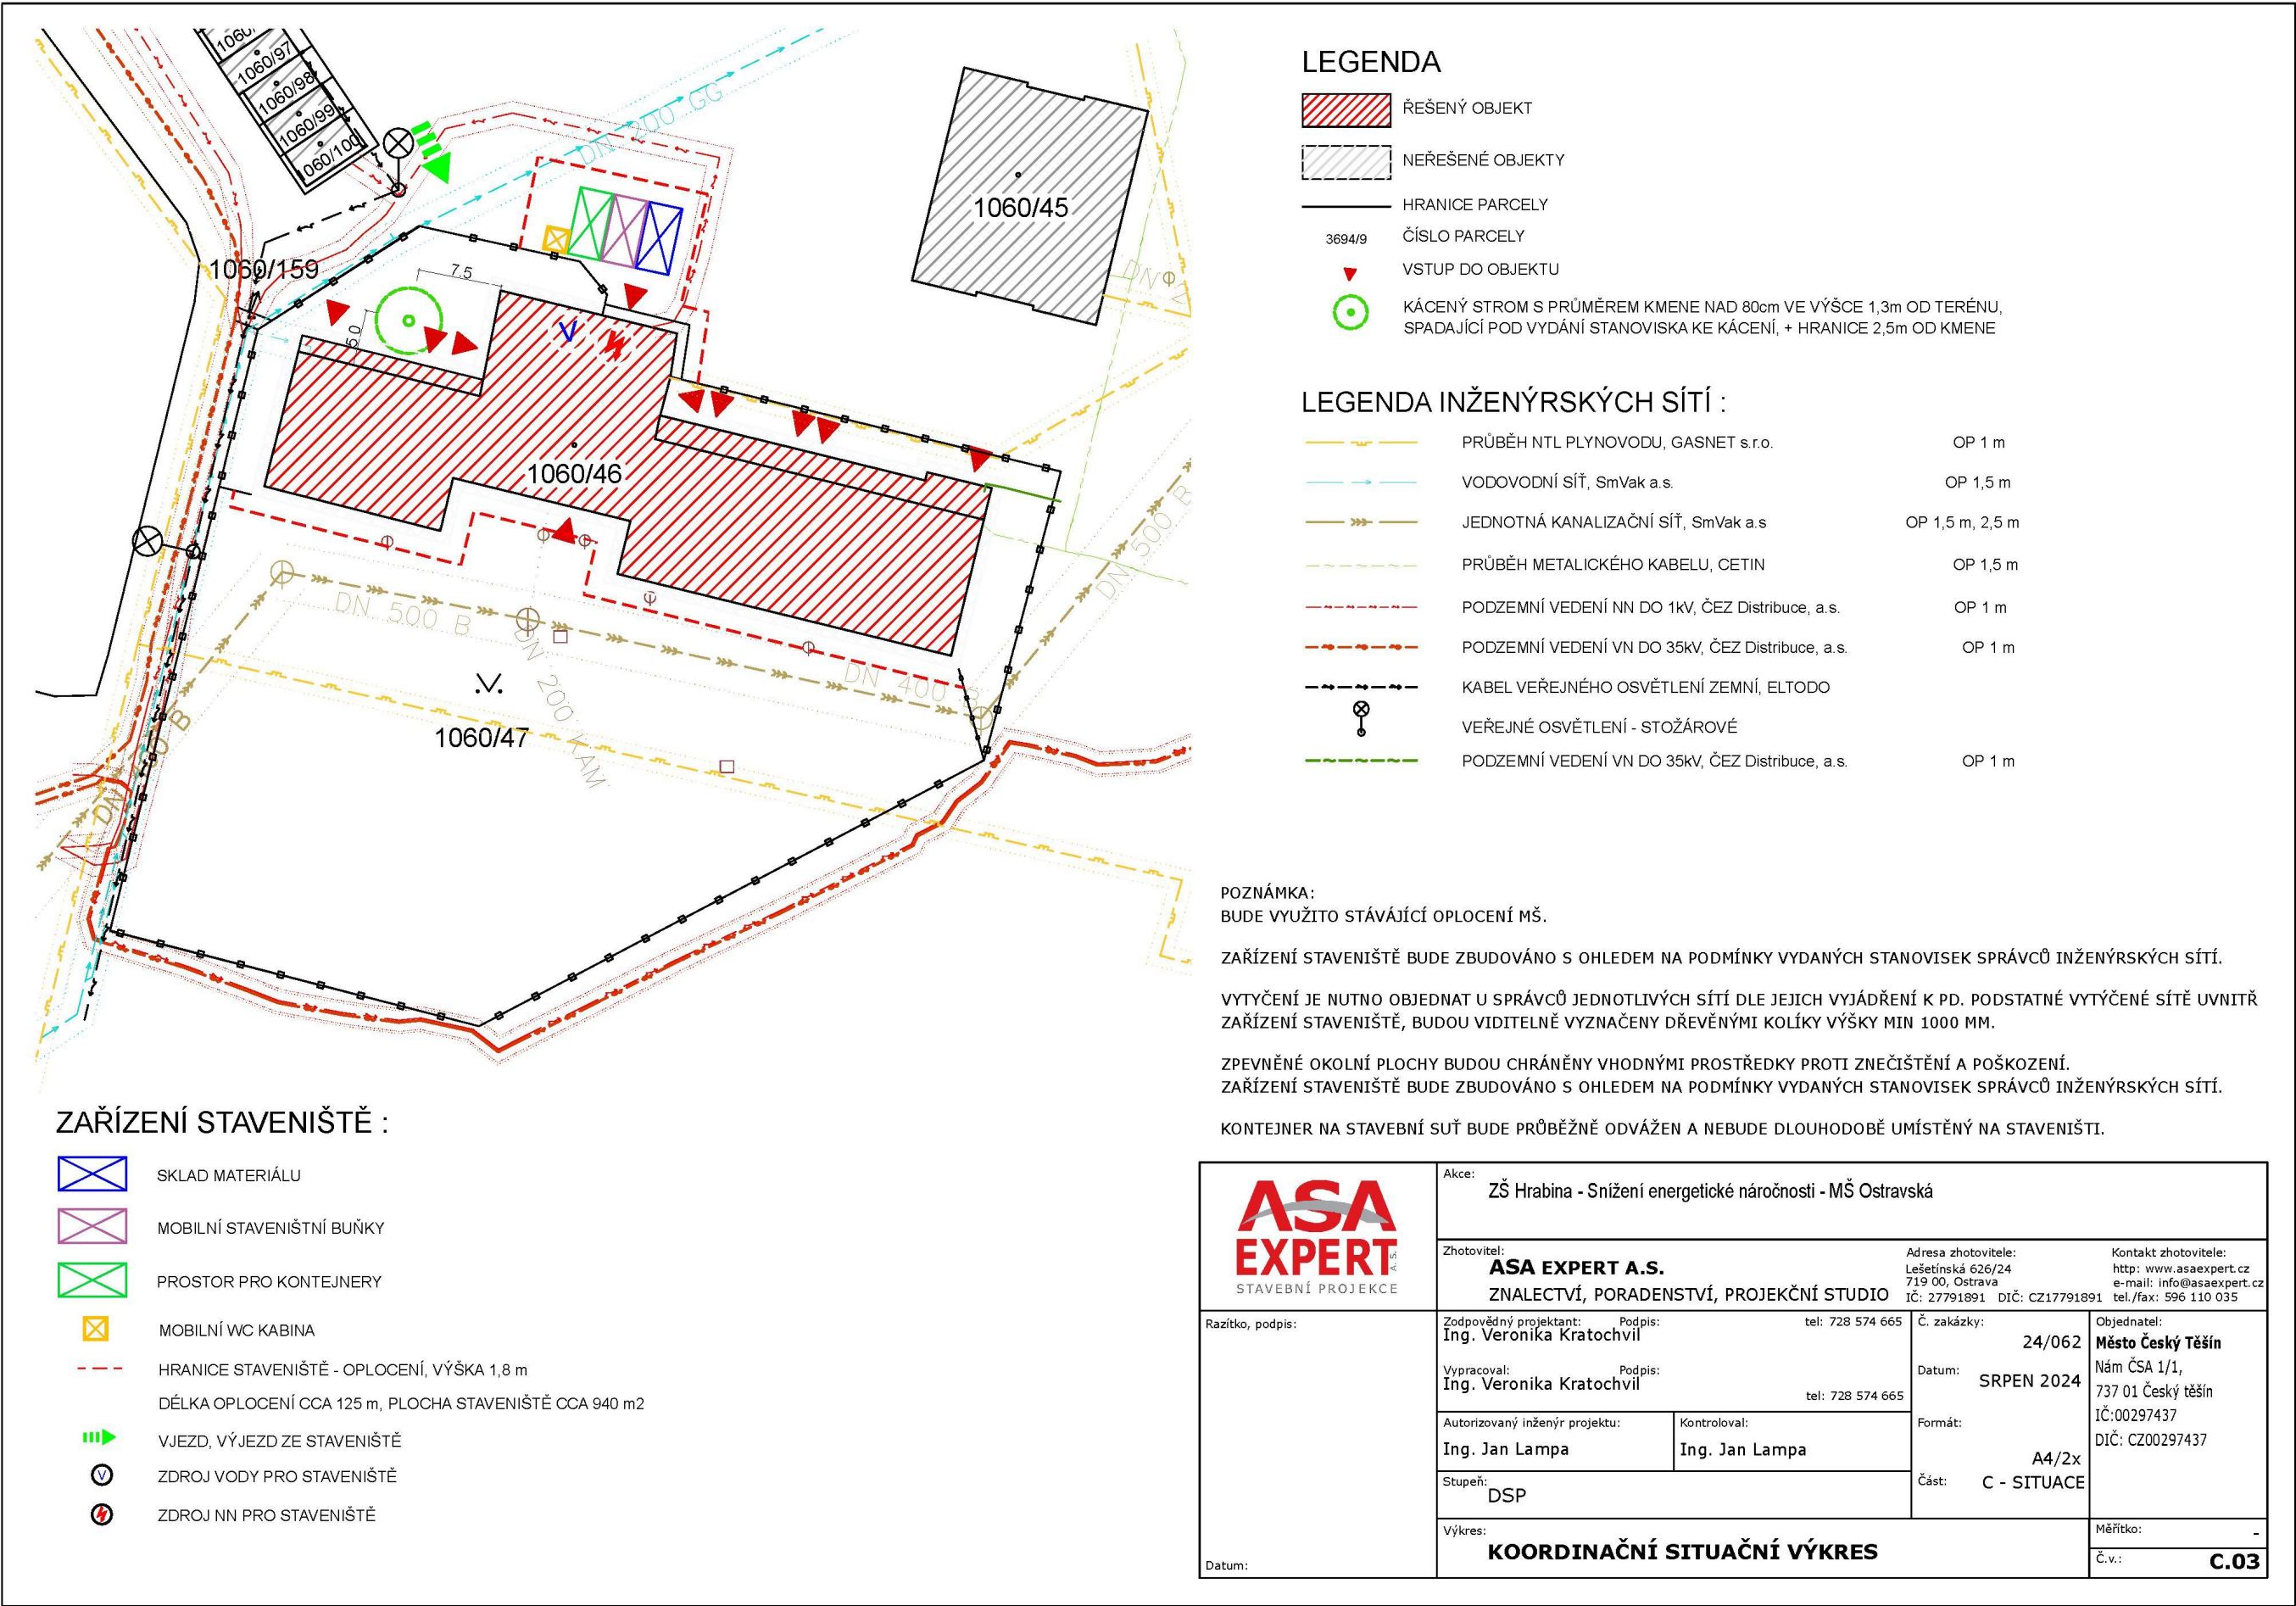 1060/97
1060/98
1060/99
060/100
DN 200 GG
1060/45
1060/159
7.5
5.0
V
1060/46
DN 500 B
DN 500 B
DN 200 KAM
DN 400 B
1060/47
LEGENDA
ŘEŠENÝ OBJEKT
NEŘEŠENÉ OBJEKTY
HRANICE PARCELY
3694/9 ČÍSLO PARCELY
VSTUP DO OBJEKTU
KÁCENÝ STROM S PRŮMĚREM KMENE NAD 80cm VE VÝŠCE 1,3m OD TERÉNU,
SPADAJÍCÍ POD VYDÁNÍ STANOVISKA KE KÁCENÍ, + HRANICE 2,5m OD KMENE
LEGENDA INŽENÝRSKÝCH SÍTÍ :
PRŮBĚH NTL PLYNOVODU, GASNET s.r.o. OP 1 m
VODOVODNÍ SÍŤ, SmVak a.s. OP 1,5 m
JEDNOTNÁ KANALIZAČNÍ SÍŤ, SmVak a.s OP 1,5 m, 2,5 m
PRŮBĚH METALICKÉHO KABELU, CETIN OP 1,5 m
PODZEMNÍ VEDENÍ NN DO 1kV, ČEZ Distribuce, a.s. OP 1 m
PODZEMNÍ VEDENÍ VN DO 35kV, ČEZ Distribuce, a.s. OP 1 m
KABEL VEŘEJNÉHO OSVĚTLENÍ ZEMNÍ, ELTODO
VEŘEJNÉ OSVĚTLENÍ - STOŽÁROVÉ
PODZEMNÍ VEDENÍ VN DO 35kV, ČEZ Distribuce, a.s. OP 1 m
POZNÁMKA:
BUDE VYUŽITO STÁVÁJÍCÍ OPLOCENÍ MŠ.
ZAŘÍZENÍ STAVENIŠTĚ BUDE ZBUDOVÁNO S OHLEDEM NA PODMÍNKY VYDANÝCH STANOVISEK SPRÁVCŮ INŽENÝRSKÝCH SÍTÍ.
VYTYČENÍ JE NUTNO OBJEDNAT U SPRÁVCŮ JEDNOTLIVÝCH SÍTÍ DLE JEJICH VYJÁDŘENÍ K PD. PODSTATNÉ VYTÝČENÉ SÍTĚ UVNITŘ
ZAŘÍZENÍ STAVENIŠTĚ, BUDOU VIDITELNĚ VYZNAČENY DŘEVĚNÝMI KOLÍKY VÝŠKY MIN 1000 MM.
ZPEVNĚNÉ OKOLNÍ PLOCHY BUDOU CHRÁNĚNY VHODNÝMI PROSTŘEDKY PROTI ZNEČIŠTĚNÍ A POŠKOZENÍ.
ZAŘÍZENÍ STAVENIŠTĚ BUDE ZBUDOVÁNO S OHLEDEM NA PODMÍNKY VYDANÝCH STANOVISEK SPRÁVCŮ INŽENÝRSKÝCH SÍTÍ.
KONTEJNER NA STAVEBNÍ SUŤ BUDE PRŮBĚŽNĚ ODVÁŽEN A NEBUDE DLOUHODOBĚ UMÍSTĚNÝ NA STAVENIŠTI.
ZAŘÍZENÍ STAVENIŠTĚ :
SKLAD MATERIÁLU
MOBILNÍ STAVENIŠTNÍ BUŇKY
PROSTOR PRO KONTEJNERY
MOBILNÍ WC KABINA
HRANICE STAVENIŠTĚ - OPLOCENÍ, VÝŠKA 1,8 m
DÉLKA OPLOCENÍ CCA 125 m, PLOCHA STAVENIŠTĚ CCA 940 m2
VJEZD, VÝJEZD ZE STAVENIŠTĚ
V ZDROJ VODY PRO STAVENIŠTĚ
ZDROJ NN PRO STAVENIŠTĚ
ASA
EXPERT A.S.
STAVEBNÍ PROJEKCE
Akce:
ZŠ Hrabina - Snížení energetické náročnosti - MŠ Ostravská
Zhotovitel:
ASA EXPERT A.S.
ZNALECTVÍ, PORADENSTVÍ, PROJEKČNÍ STUDIO
Adresa zhotovitele:
Lešetínská 626/24
719 00, Ostrava
IČ: 27791891 DIČ: CZ17791891
Kontakt zhotovitele:
http: www.asaexpert.cz
e-mail: info@asaexpert.cz
tel./fax: 596 110 035
Razítko, podpis:
Datum:
Zodpovědný projektant: Podpis: tel: 728 574 665
Ing. Veronika Kratochvil
Vypracoval: Podpis:
Ing. Veronika Kratochvil
tel: 728 574 665
Autorizovaný inženýr projektu:
Ing. Jan Lampa
Kontroloval:
Ing. Jan Lampa
Stupeň:
DSP
Č. zakázky:
24/062
Datum:
SRPEN 2024
Formát:
A4/2x
Část: C - SITUACE
Objednatel:
Město Český Těšín
Nám ČSA 1/1,
737 01 Český těšín
IČ:00297437
DIČ: CZ00297437
Výkres:
KOORDINAČNÍ SITUAČNÍ VÝKRES
Měřítko: -
Č.v.: C.03